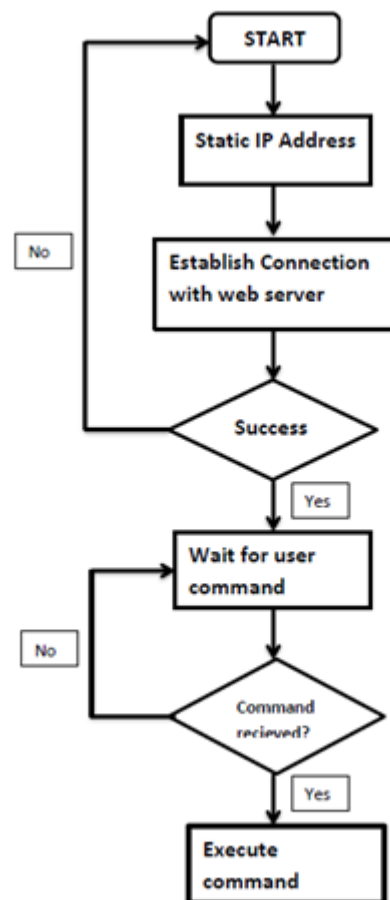 START
Static IP Address
Establish Connection
with web server
No
Success
Yes
Wait for user
command
No
Command
recieved?
Yes
Execute
command